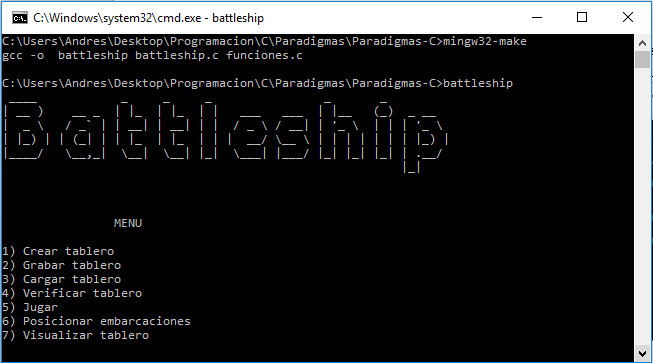 C:\Windows\system32\cmd.exe - battleship
C:\Users\Andres\Desktop\Programacion\C\Paradigmas\Paradigmas-C>mingw32-make
gcc -o  battleship battleship.c funciones.c
C:\Users\Andres\Desktop\Programacion\C\Paradigmas\Paradigmas-C>battleship
Battleship
MENU
1) Crear tablero
2) Grabar tablero
3) Cargar tablero
4) Verificar tablero
5) Jugar
6) Posicionar embarcaciones
7) Visualizar tablero